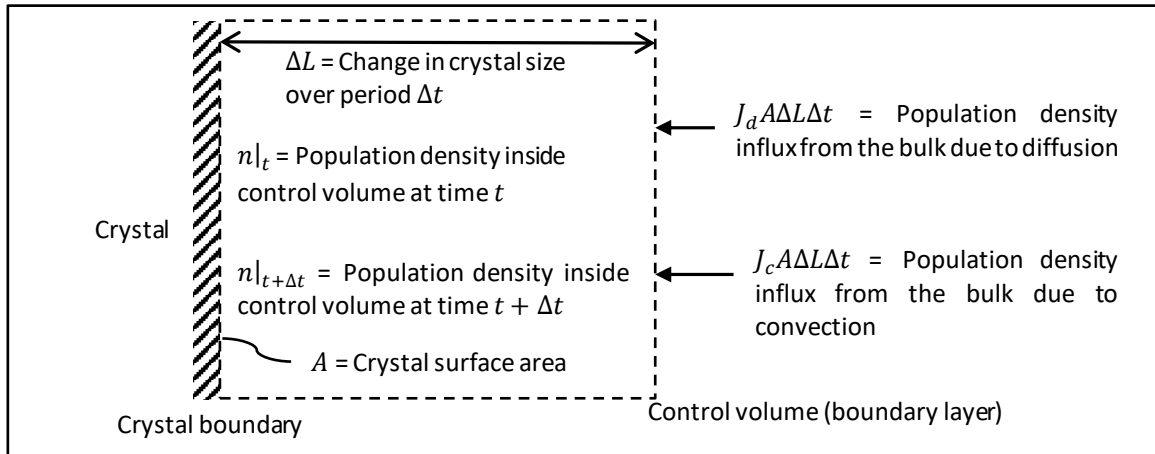 ΔL = Change in crystal size
over period Δt
n|ₜ = Population density inside
control volume at time t
Crystal
n|ₜ₊Δₜ = Population density inside
control volume at time t + Δt
A = Crystal surface area
Crystal boundary
J_d AΔLΔt = Population density
influx from the bulk due to diffusion
J_c AΔLΔt = Population density
influx from the bulk due to
convection
Control volume (boundary layer)